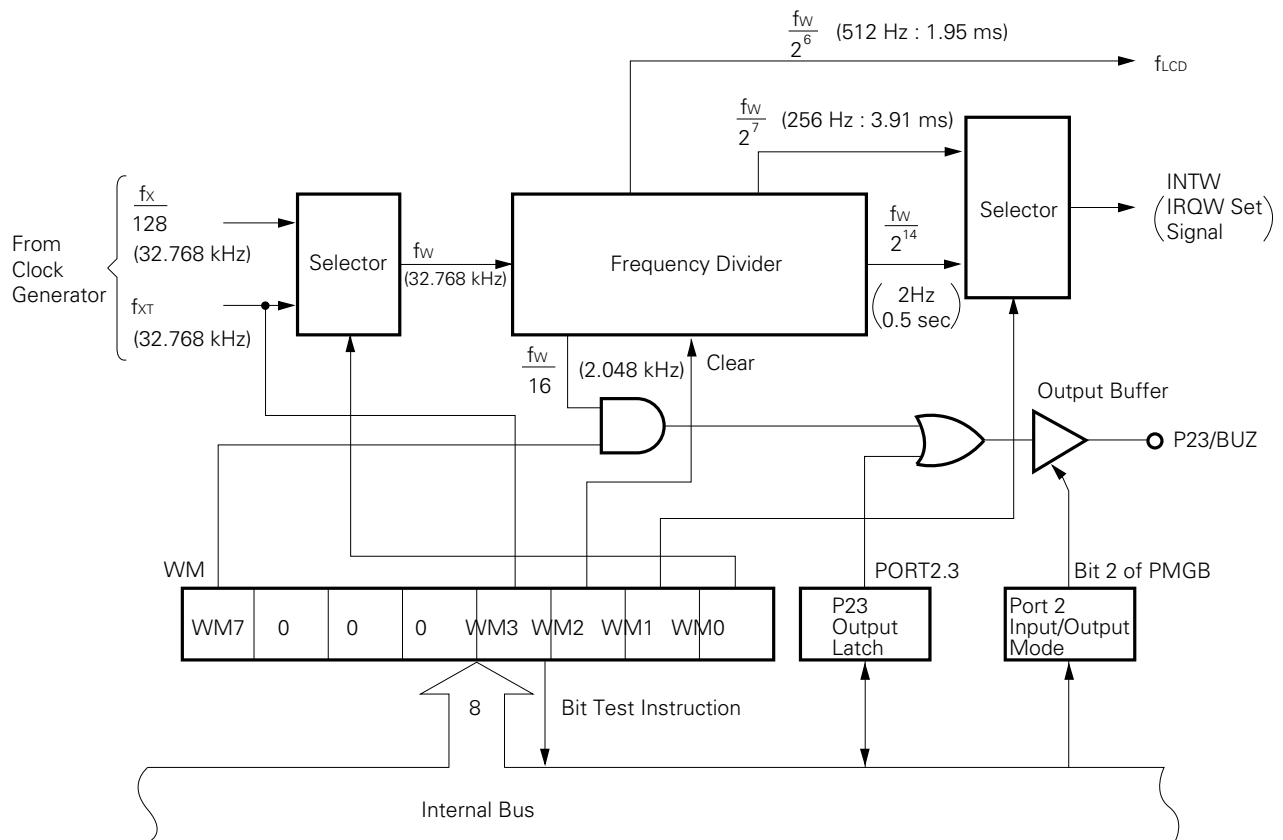 fW/2^6 (512 Hz : 1.95 ms)
fLCD
fW/2^7 (256 Hz : 3.91 ms)
From
Clock
Generator
fX/128
(32.768 kHz)
fXT
(32.768 kHz)
Selector
fW
(32.768 kHz)
Frequency Divider
fW/2^14
(2Hz
0.5 sec)
Selector
INTW
(IRQW Set
Signal)
fW/16 (2.048 kHz)
Clear
Output Buffer
P23/BUZ
WM
PORT2.3
Bit 2 of PMGB
WM7 0 0 0 WM3 WM2 WM1 WM0
P23
Output
Latch
Port 2
Input/Output
Mode
8
Bit Test Instruction
Internal Bus